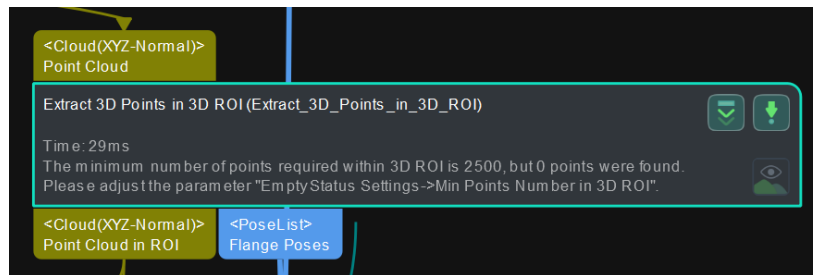 <Cloud(XYZ-Normal)>
Point Cloud
Extract 3D Points in 3D ROI (Extract_3D_Points_in_3D_ROI)
Time: 29ms
The minimum number of points required within 3D ROI is 2500, but 0 points were found.
Please adjust the parameter "Empty Status Settings->Min Points Number in 3D ROI".
<Cloud(XYZ-Normal)>
Point Cloud in ROI
<PoseList>
Flange Poses